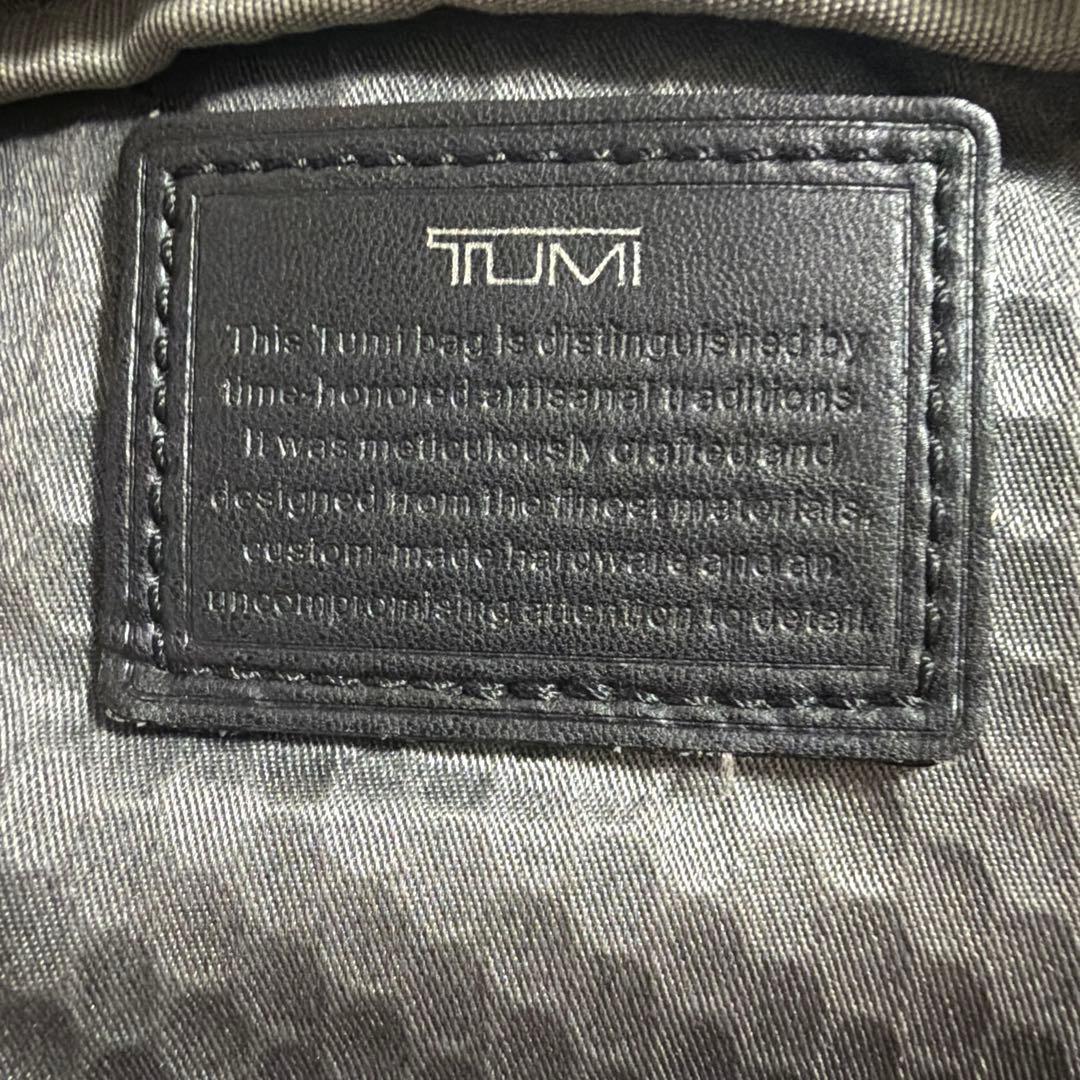 TUMI
This Tumi bag is distinguished by
time-honored artisanal traditions.
It was meticulously crafted and
designed from the finest materials,
custom-made hardware and an
uncompromising attention to detail.